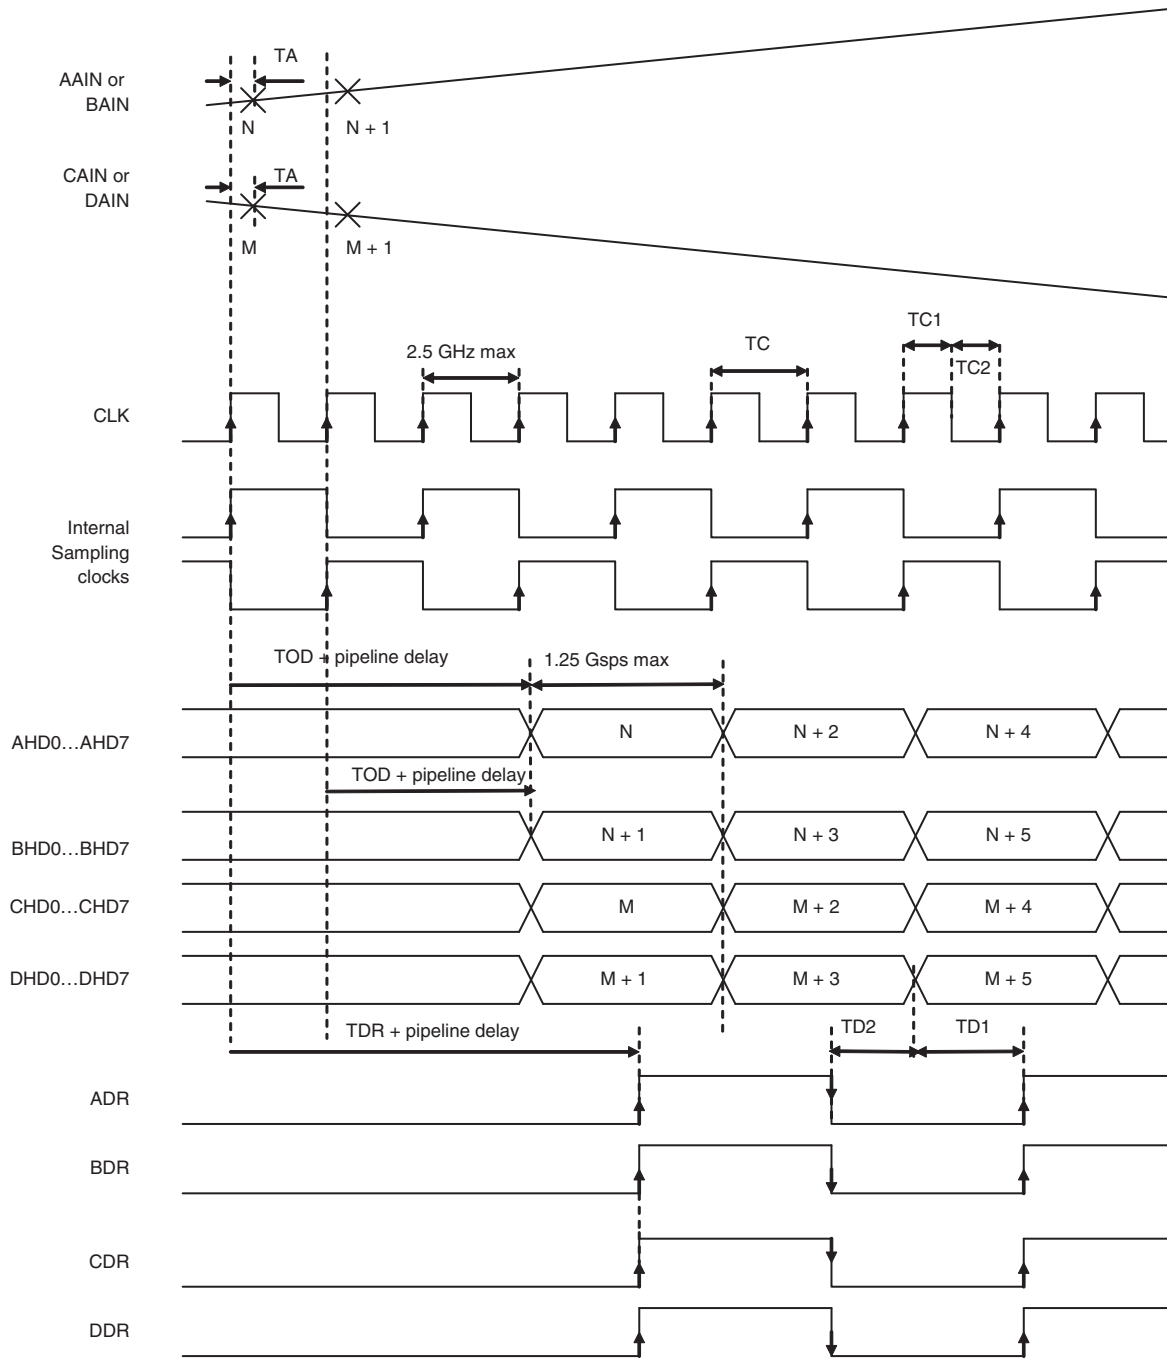 TA
AAIN or
BAIN
N
N + 1
CAIN or
DAIN
TA
M
M + 1
TC1
2.5 GHz max
TC
TC2
CLK
Internal
Sampling
clocks
TOD + pipeline delay
1.25 Gsps max
AHD0…AHD7
N
N + 2
N + 4
TOD + pipeline delay
BHD0…BHD7
N + 1
N + 3
N + 5
CHD0…CHD7
M
M + 2
M + 4
DHD0…DHD7
M + 1
M + 3
M + 5
TDR + pipeline delay
TD2
TD1
ADR
BDR
CDR
DDR